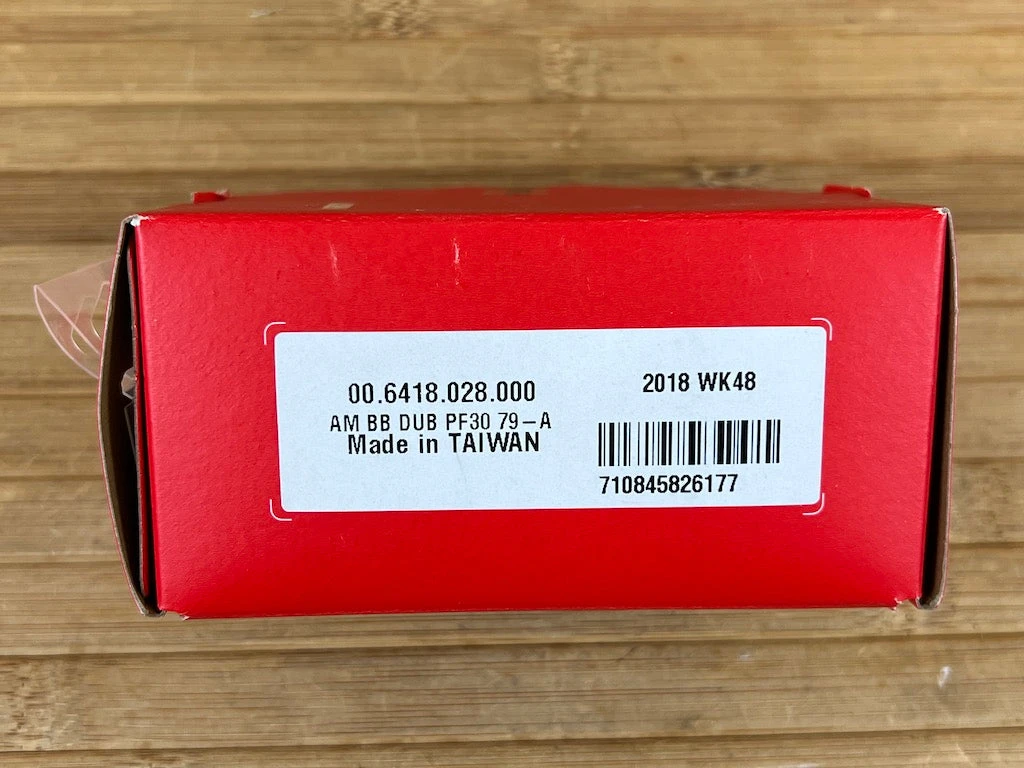 00.6418.028.000
AM BB DUB PF30 79-A
Made in TAIWAN
2018 WK48
710845826177